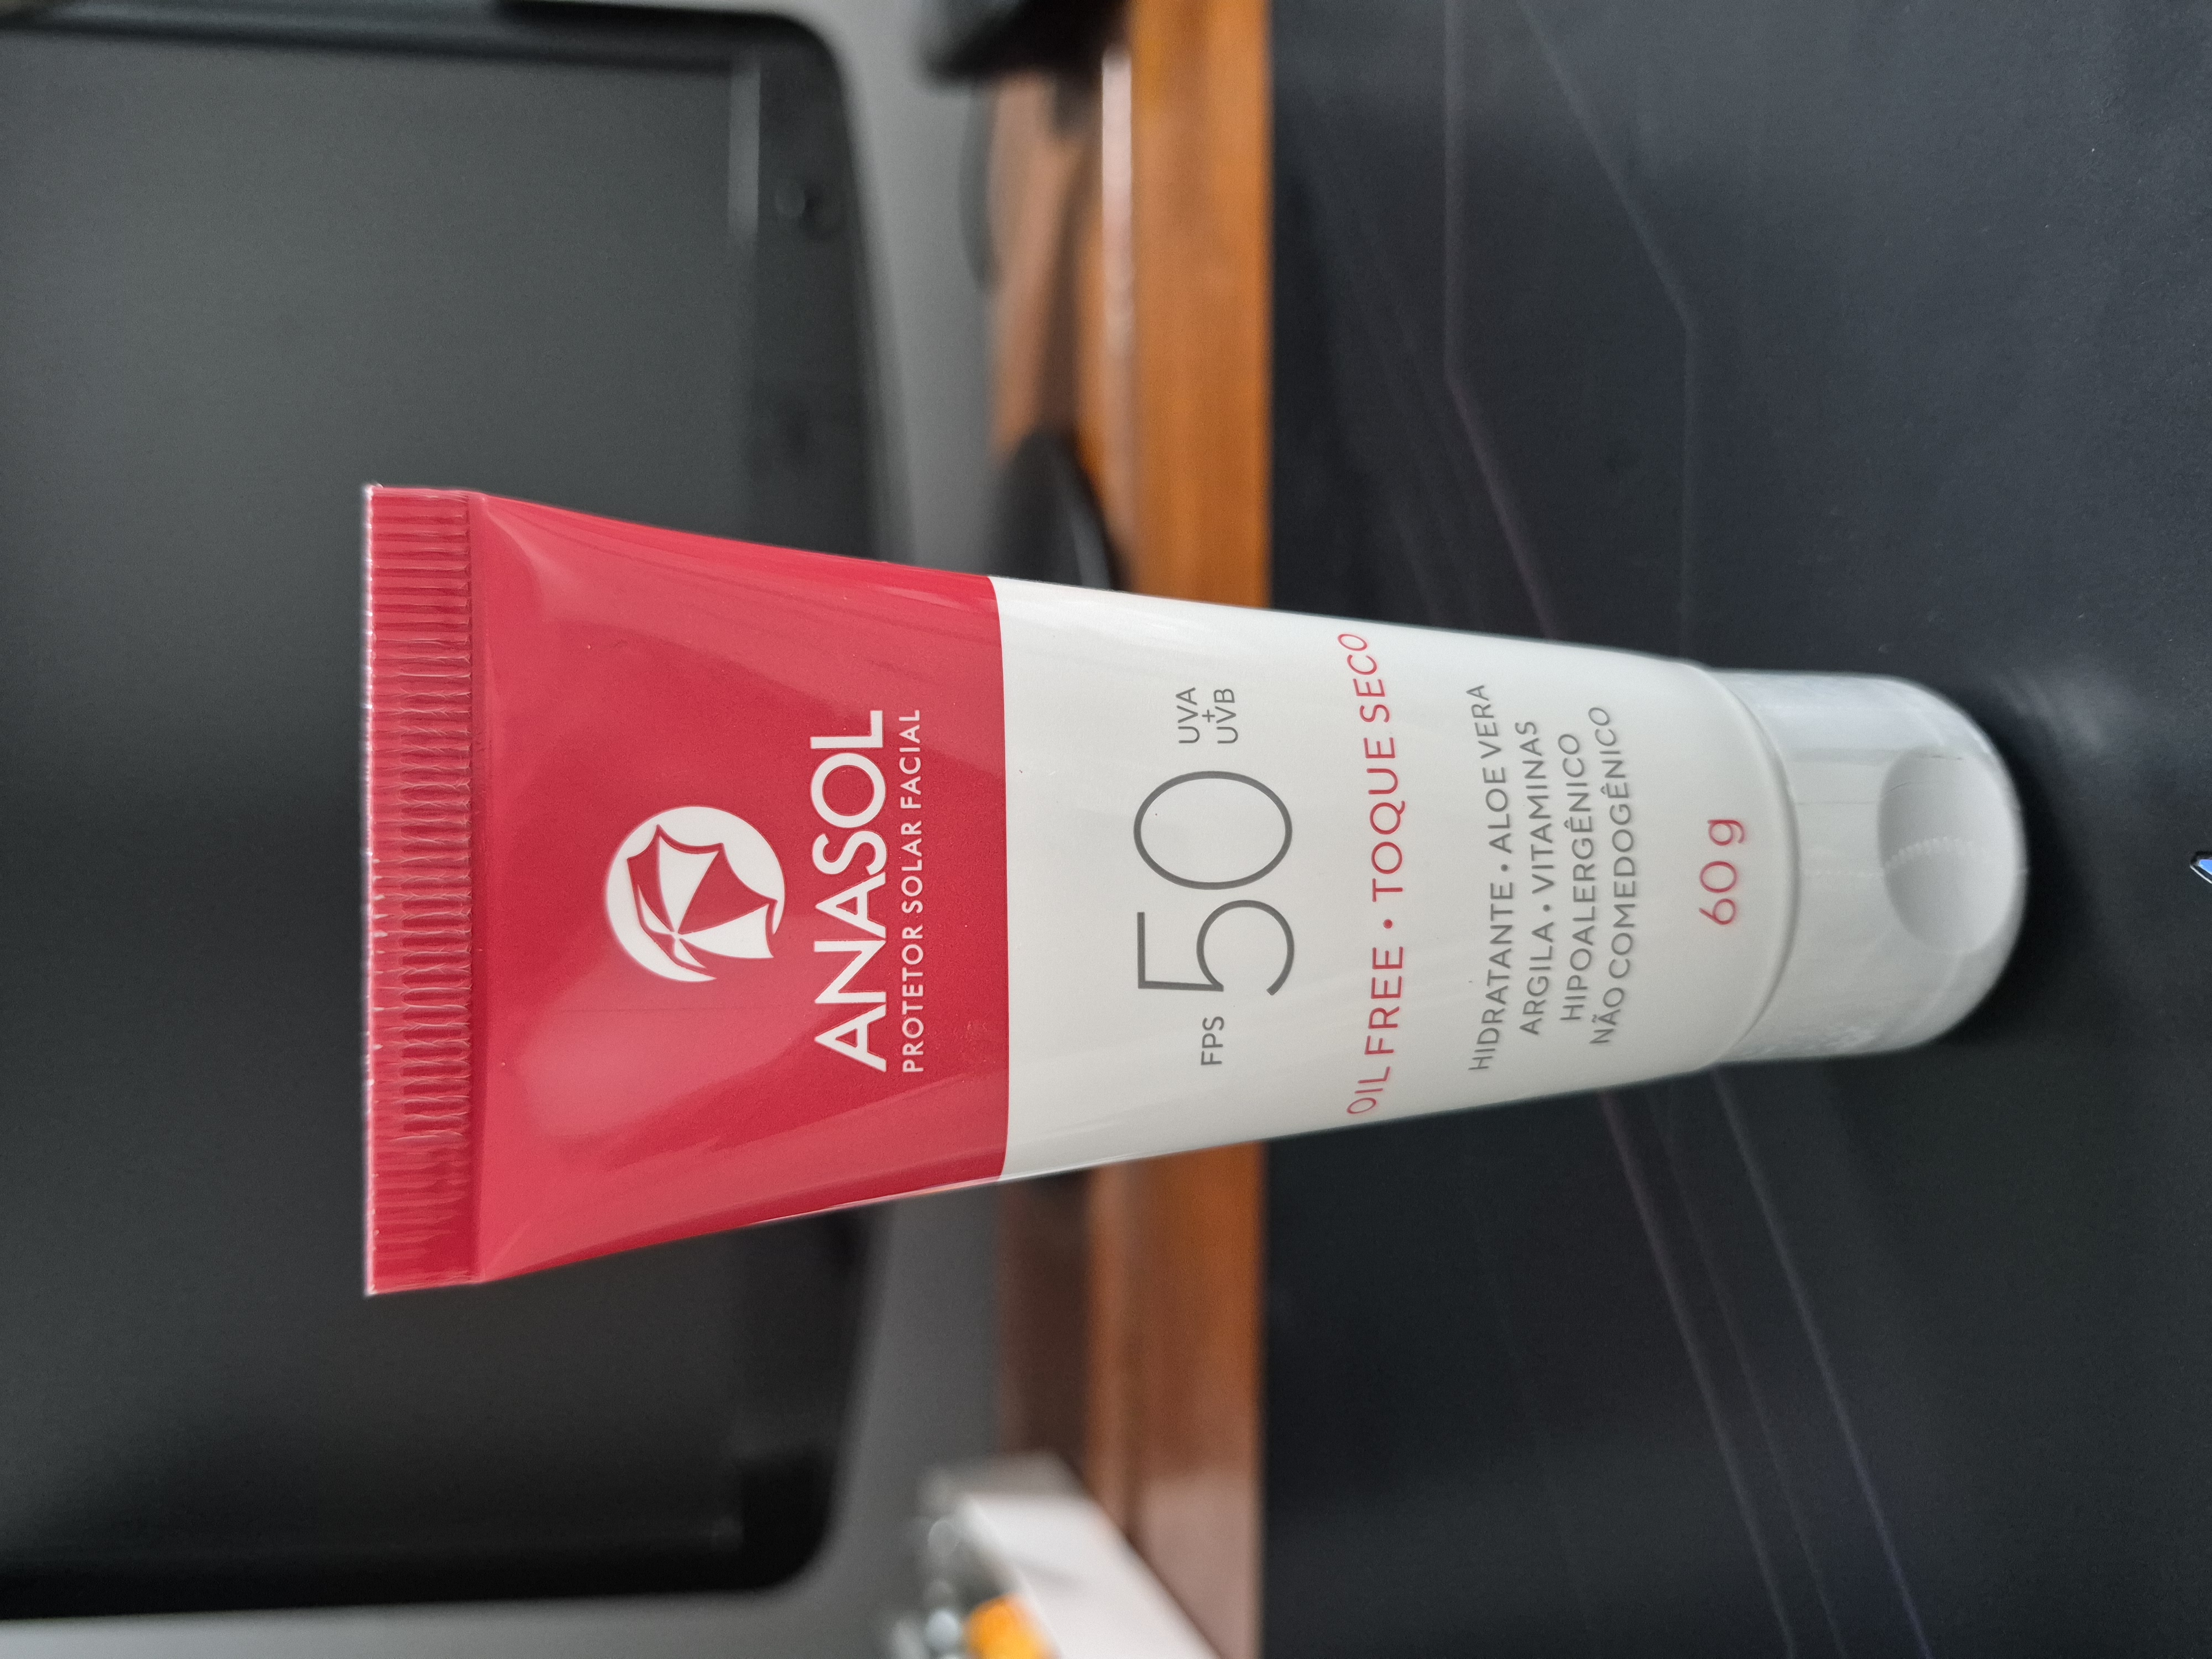 ANASOL
PROTETOR SOLAR FACIAL
FPS 50 UVA
+
UVB
OIL FREE • TOQUE SECO
HIDRATANTE • ALOE VERA
ARGILA • VITAMINAS
HIPOALERGÊNICO
NÃO COMEDOGÊNICO
60 g